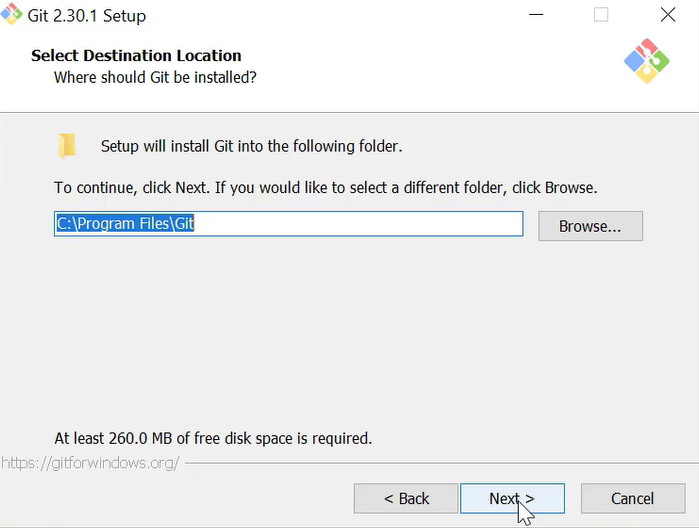 Git 2.30.1 Setup
Select Destination Location
Where should Git be installed?
Setup will install Git into the following folder.
To continue, click Next. If you would like to select a different folder, click Browse.
C:\Program Files\Git
Browse...
At least 260.0 MB of free disk space is required.
https://gitforwindows.org/
< Back
Next >
Cancel